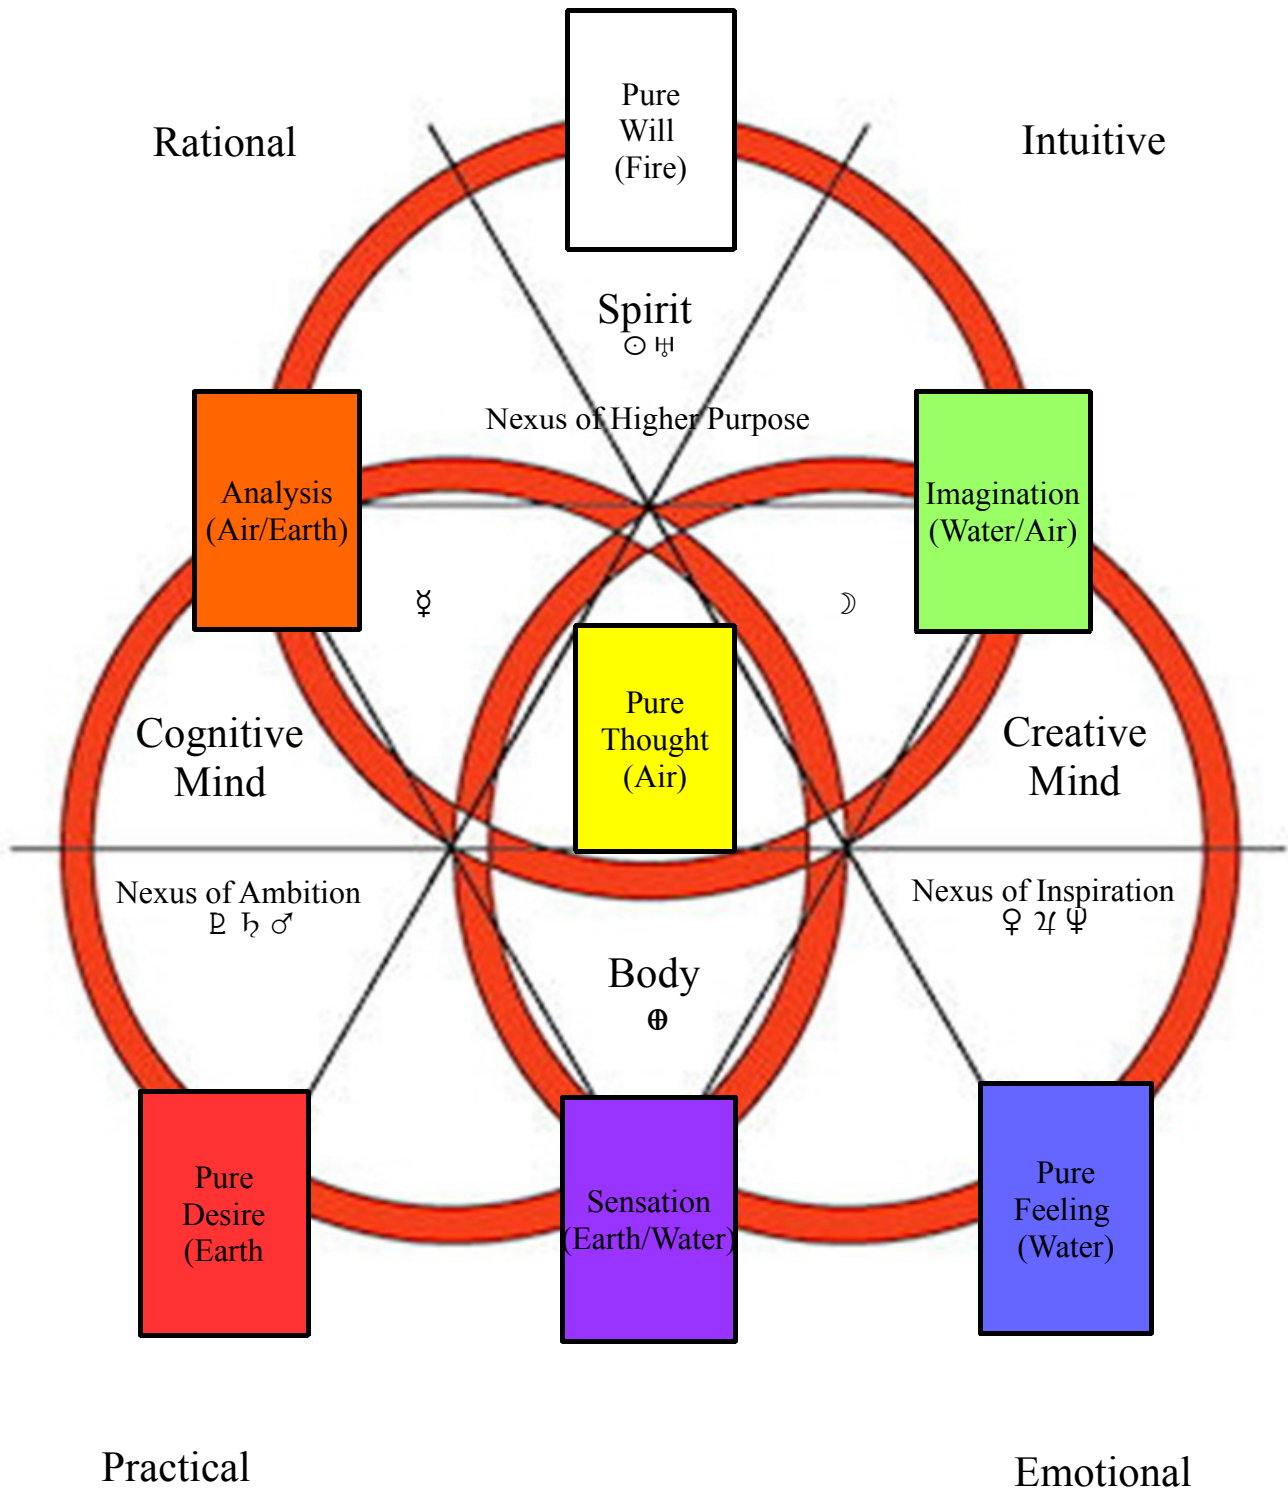 Pure
Will
(Fire)
Rational
Intuitive
Spirit
☉ ♅
Nexus of Higher Purpose
Analysis
(Air/Earth)
Imagination
(Water/Air)
☿
☽
Pure
Thought
(Air)
Cognitive
Mind
Creative
Mind
Nexus of Ambition
♇ ♄ ♂
Nexus of Inspiration
♀ ♃ ♆
Body
⊕
Pure
Desire
(Earth
Sensation
(Earth/Water)
Pure
Feeling
(Water)
Practical
Emotional